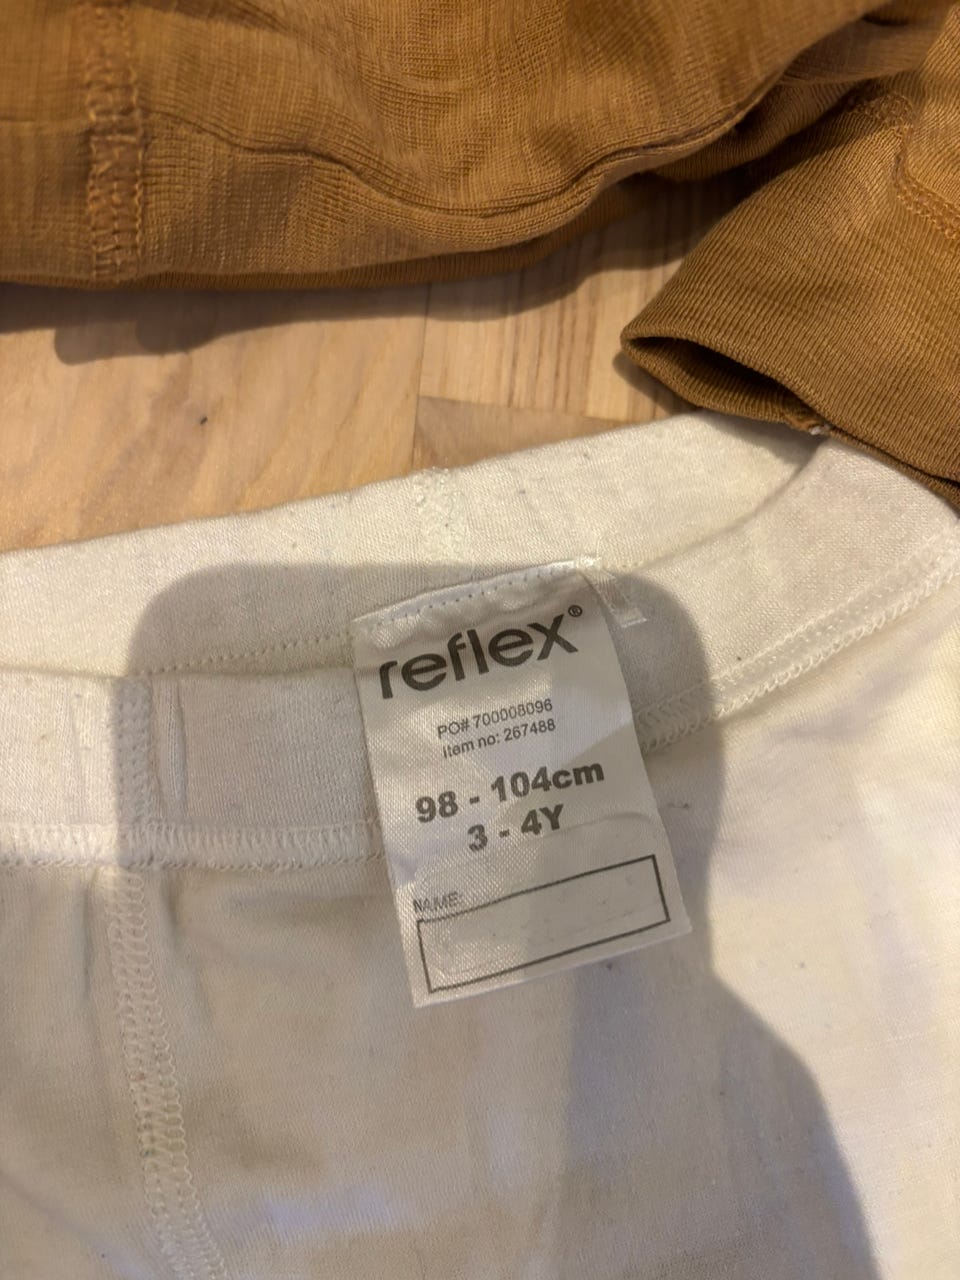 reflex®
PO# 700008096
Item no: 267488
98 - 104cm
3 - 4Y
NAME: